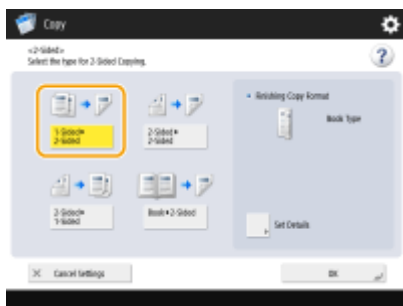 Copy
<2-Sided>
Select the type for 2-Sided Copying.
?
1-Sided▸
2-Sided
2-Sided▸
2-Sided
2-Sided▸
1-Sided
Book▸2-Sided
• Finishing Copy Format
Book Type
Set Details
× Cancel Settings
OK